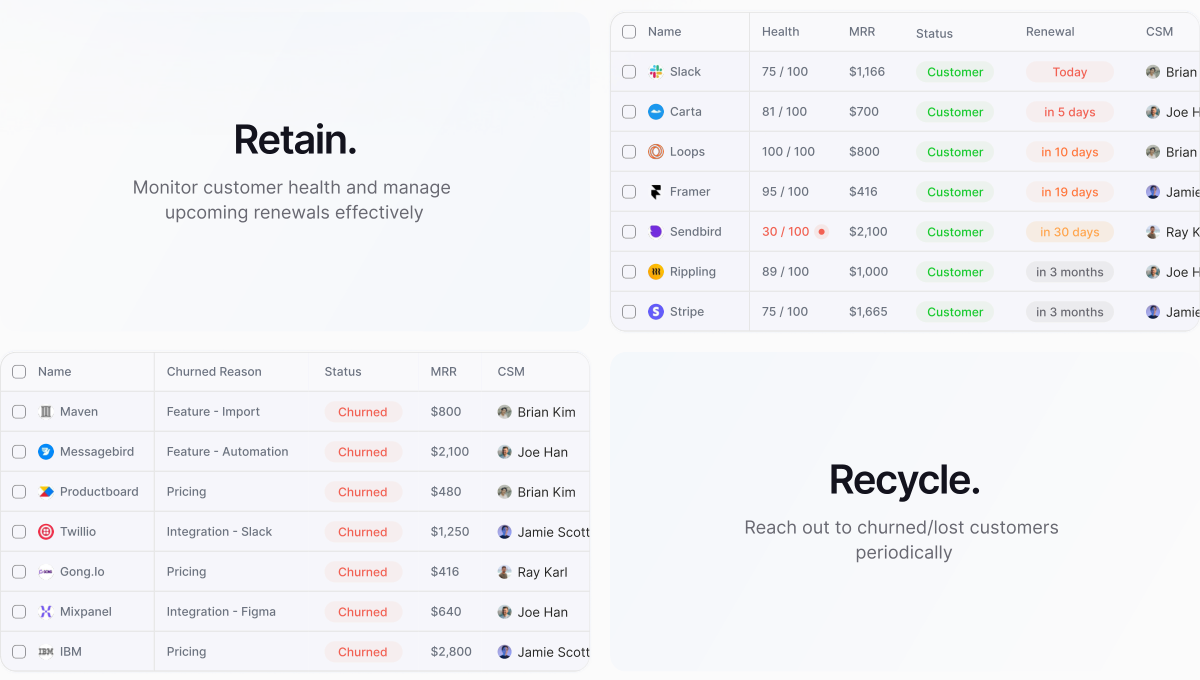 Retain.
Monitor customer health and manage
upcoming renewals effectively
Name Health MRR Status Renewal CSM
Slack 75 / 100 $1,166 Customer Today Brian
Carta 81 / 100 $700 Customer in 5 days Joe H
Loops 100 / 100 $800 Customer in 10 days Brian
Framer 95 / 100 $416 Customer in 19 days Jamie
Sendbird 30 / 100 $2,100 Customer in 30 days Ray K
Rippling 89 / 100 $1,000 Customer in 3 months Joe H
Stripe 75 / 100 $1,665 Customer in 3 months Jamie
Name Churned Reason Status MRR CSM
Maven Feature - Import Churned $800 Brian Kim
Messagebird Feature - Automation Churned $2,100 Joe Han
Productboard Pricing Churned $480 Brian Kim
Twillio Integration - Slack Churned $1,250 Jamie Scott
Gong.Io Pricing Churned $416 Ray Karl
Mixpanel Integration - Figma Churned $640 Joe Han
IBM IBM Pricing Churned $2,800 Jamie Scott
Recycle.
Reach out to churned/lost customers
periodically